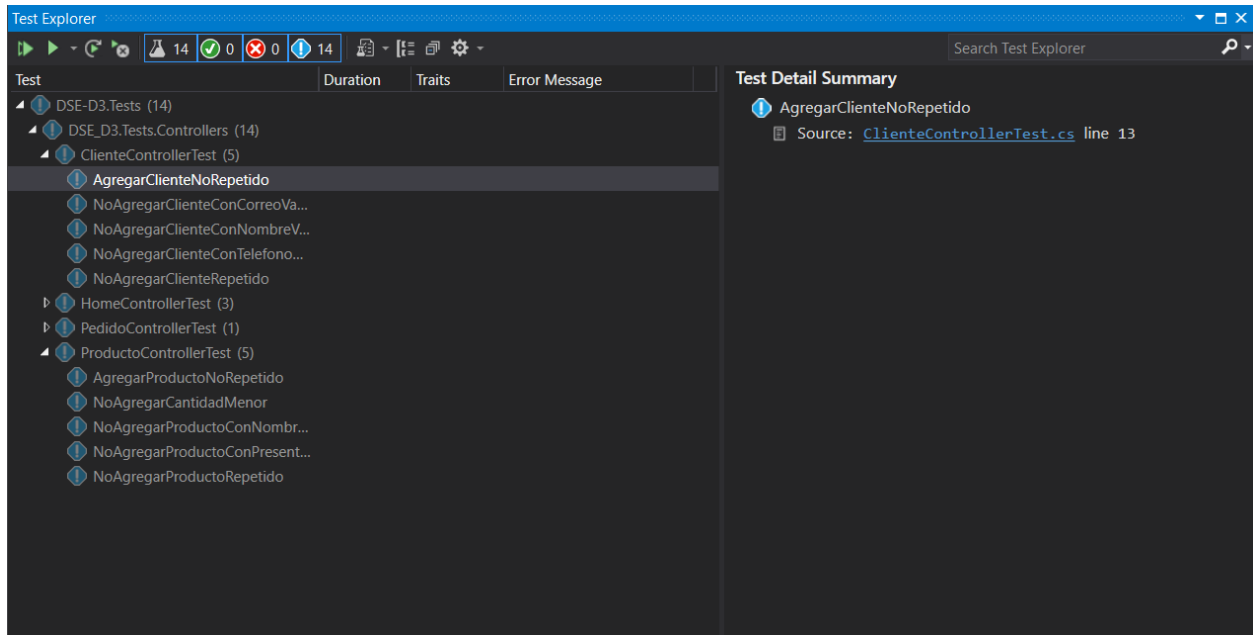 Test Explorer
14 0 0 14 Search Test Explorer
Test Duration Traits Error Message
DSE-D3.Tests (14)
DSE_D3.Tests.Controllers (14)
ClienteControllerTest (5)
AgregarClienteNoRepetido
NoAgregarClienteConCorreoVa...
NoAgregarClienteConNombreV...
NoAgregarClienteConTelefono...
NoAgregarClienteRepetido
HomeControllerTest (3)
PedidoControllerTest (1)
ProductoControllerTest (5)
AgregarProductoNoRepetido
NoAgregarCantidadMenor
NoAgregarProductoConNombr...
NoAgregarProductoConPresent...
NoAgregarProductoRepetido
Test Detail Summary
AgregarClienteNoRepetido
Source: ClienteControllerTest.cs line 13